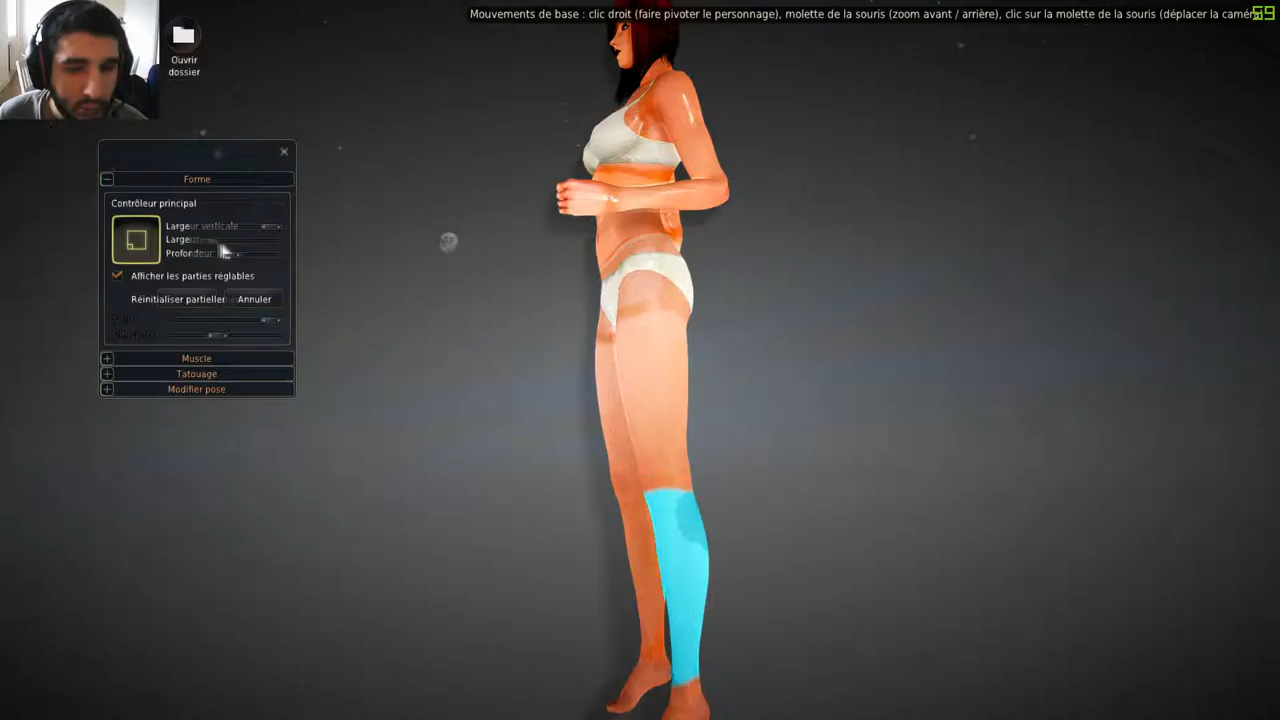 Mouvements de base : clic droit (faire pivoter le personnage), molette de la souris (zoom avant / arrière), clic sur la molette de la souris (déplacer la caméra
59
Ouvrir
dossier
Forme
Contrôleur principal
Largeur verticale
Largeur
Profondeur
Afficher les parties réglables
Réinitialiser partiellem
Annuler
Muscle
Tatouage
Modifier pose